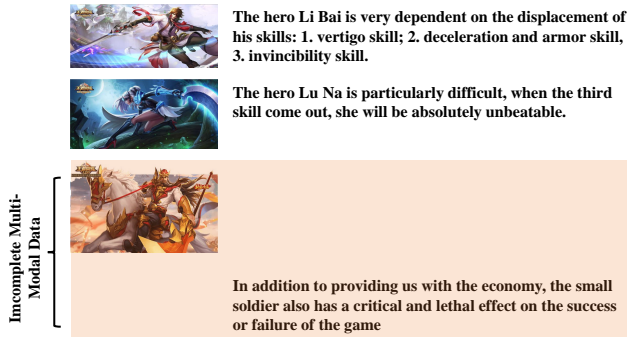 The hero Li Bai is very dependent on the displacement of
his skills: 1. vertigo skill; 2. deceleration and armor skill,
3. invincibility skill.
The hero Lu Na is particularly difficult, when the third
skill come out, she will be absolutely unbeatable.
Imcomplete Multi-
Modal Data
In addition to providing us with the economy, the small
soldier also has a critical and lethal effect on the success
or failure of the game